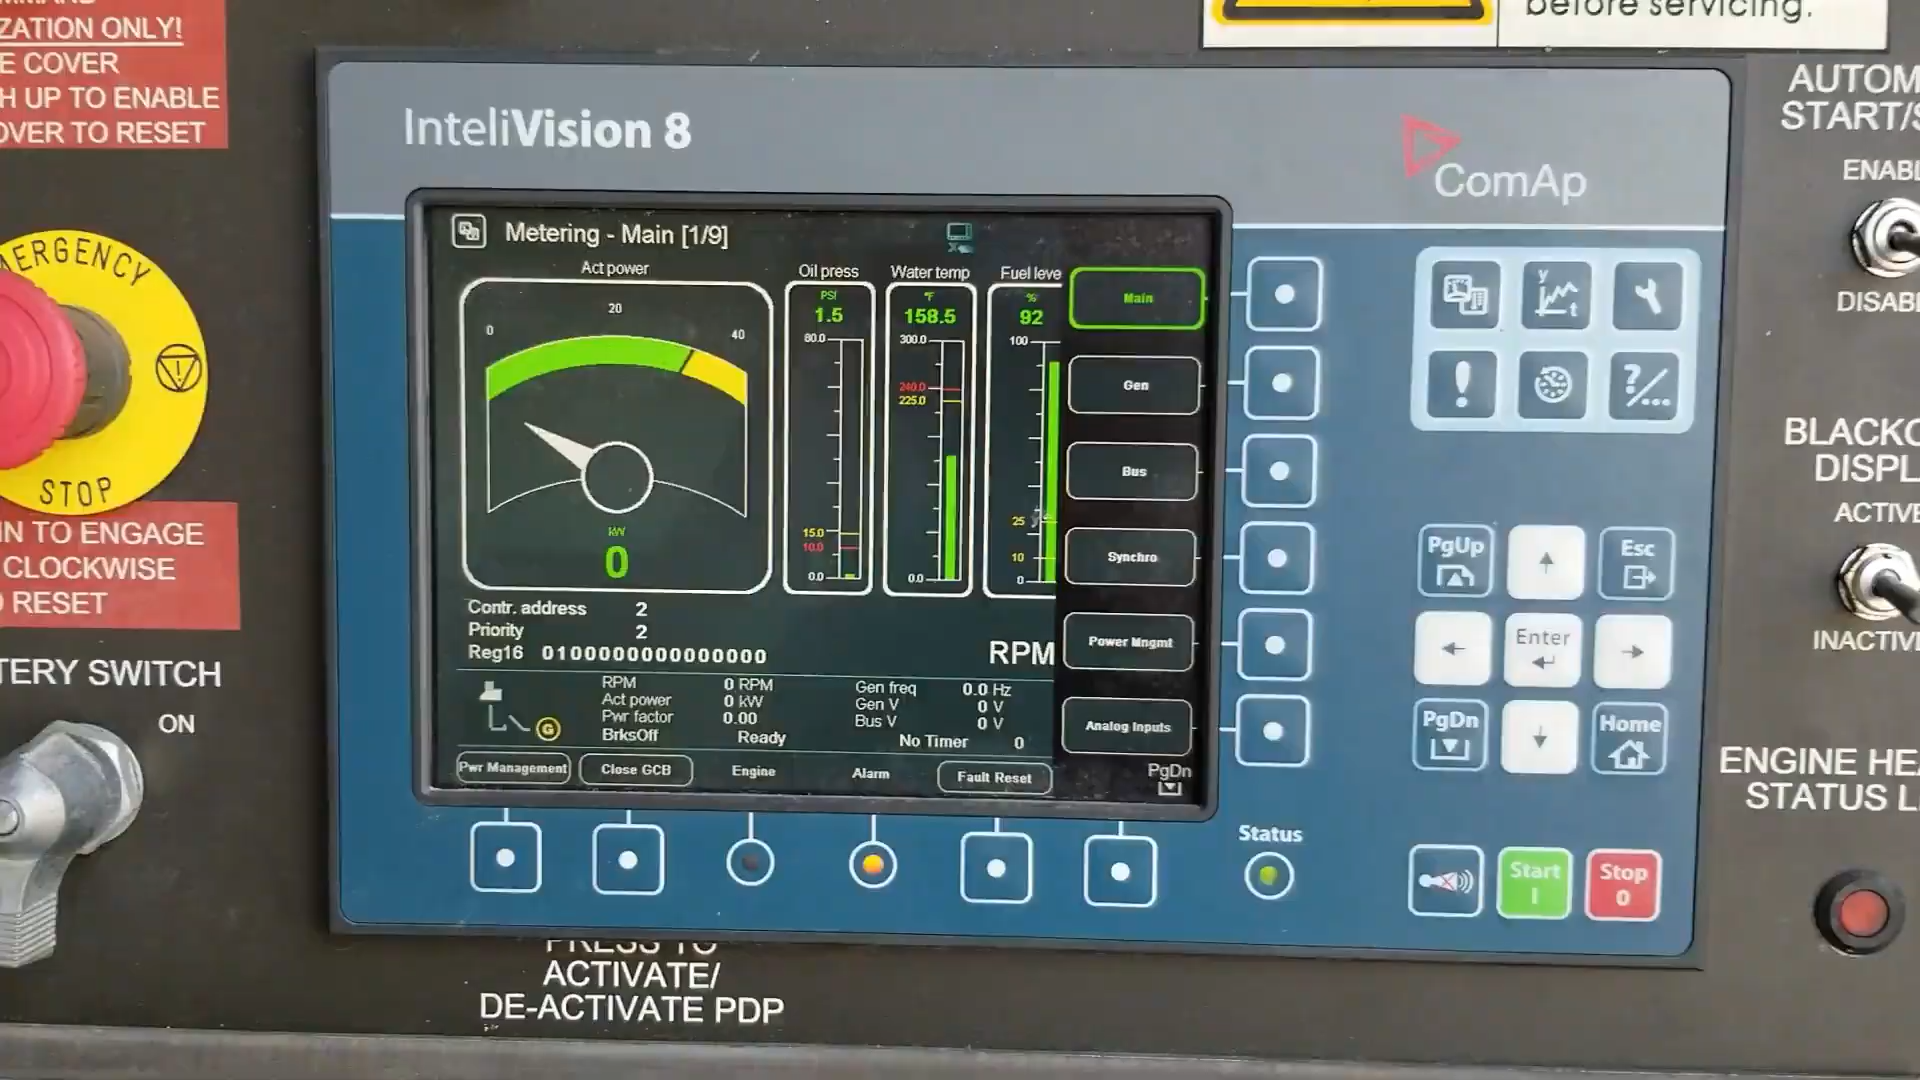 ZATION ONLY!
E COVER
H UP TO ENABLE
OVER TO RESET
before servicing.
EMERGENCY
STOP
IN TO ENGAGE
CLOCKWISE
RESET
TERY SWITCH
ON
InteliVision 8
ComAp
Metering - Main [1/9]
Act power
0
20
40
kW
0
Oil press
PSI
1.5
80.0
15.0
10.0
0.0
Water temp
°F
158.5
300.0
240.0
225.0
0.0
Fuel leve
%
92
100
25
10
0
Main
Gen
Bus
Synchro
Power Mngmt
Analog Inputs
PgDn
Contr. address 2
Priority 2
Reg16 0100000000000000
RPM
RPM 0 RPM
Act power 0 kW
Pwr factor 0.00
BrksOff Ready
Gen freq 0.0 Hz
Gen V 0 V
Bus V 0 V
No Timer 0
G
Pwr Management
Close GCB
Engine
Alarm
Fault Reset
Status
y
t
!
?/...
PgUp
Esc
Enter
PgDn
Home
Start
I
Stop
0
PRESS TO
ACTIVATE/
DE-ACTIVATE PDP
AUTOM
START/S
ENABL
DISAB
BLACKO
DISPL
ACTIVE
INACTIVE
ENGINE HEA
STATUS L